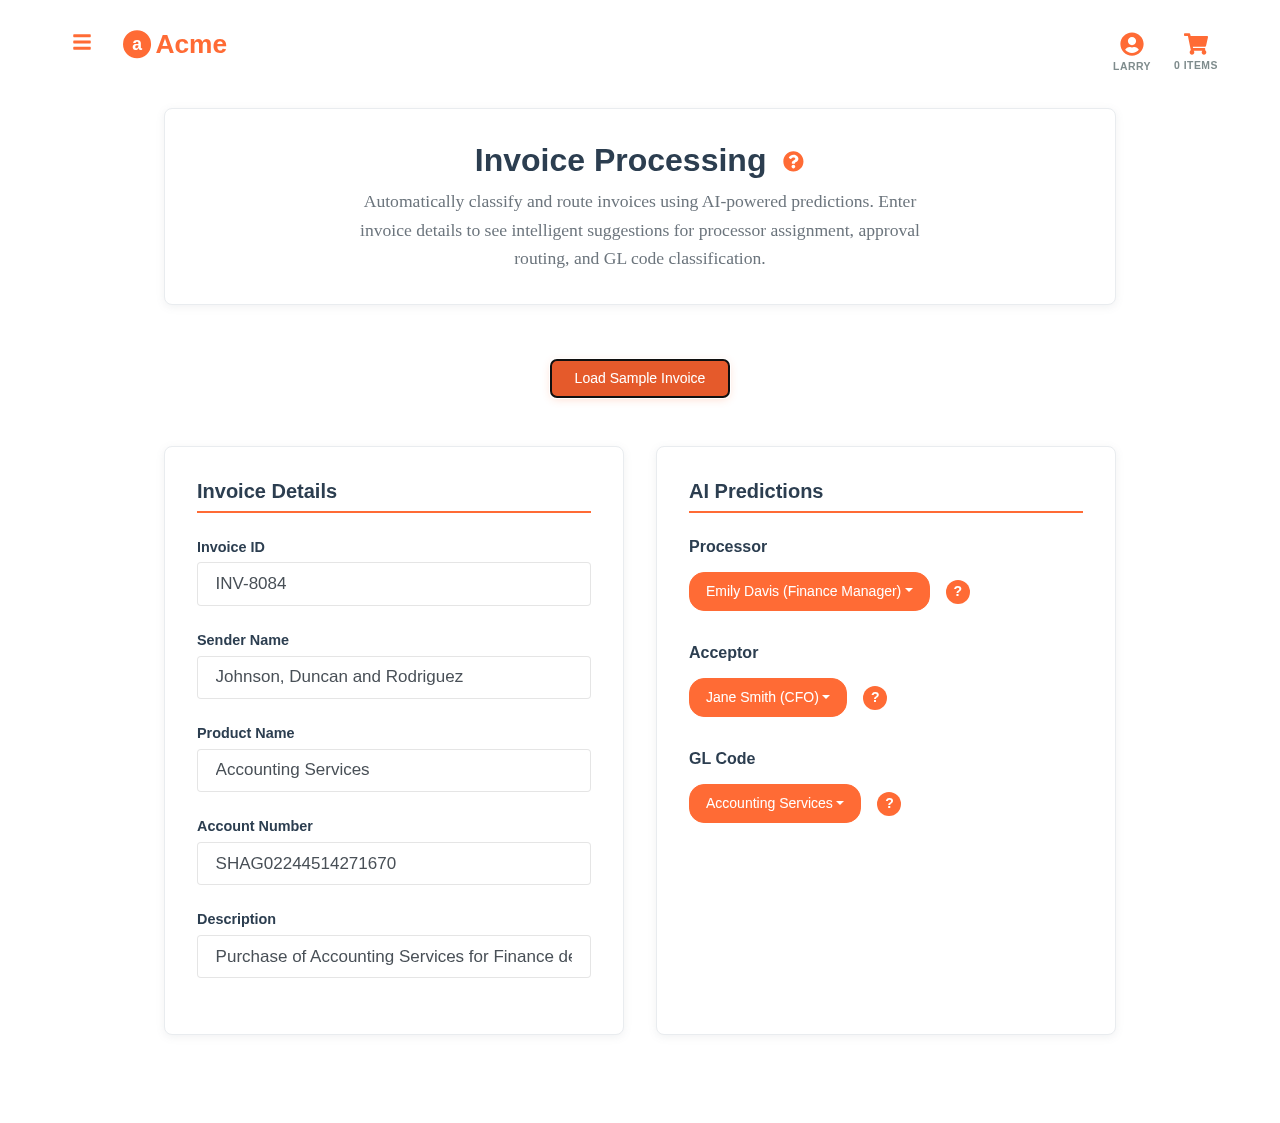 a Acme
LARRY
0 ITEMS
Invoice Processing ?
Automatically classify and route invoices using AI-powered predictions. Enter
invoice details to see intelligent suggestions for processor assignment, approval
routing, and GL code classification.
Load Sample Invoice
Invoice Details
Invoice ID
INV-8084
Sender Name
Johnson, Duncan and Rodriguez
Product Name
Accounting Services
Account Number
SHAG02244514271670
Description
Purchase of Accounting Services for Finance de
AI Predictions
Processor
Emily Davis (Finance Manager) ?
Acceptor
Jane Smith (CFO) ?
GL Code
Accounting Services ?